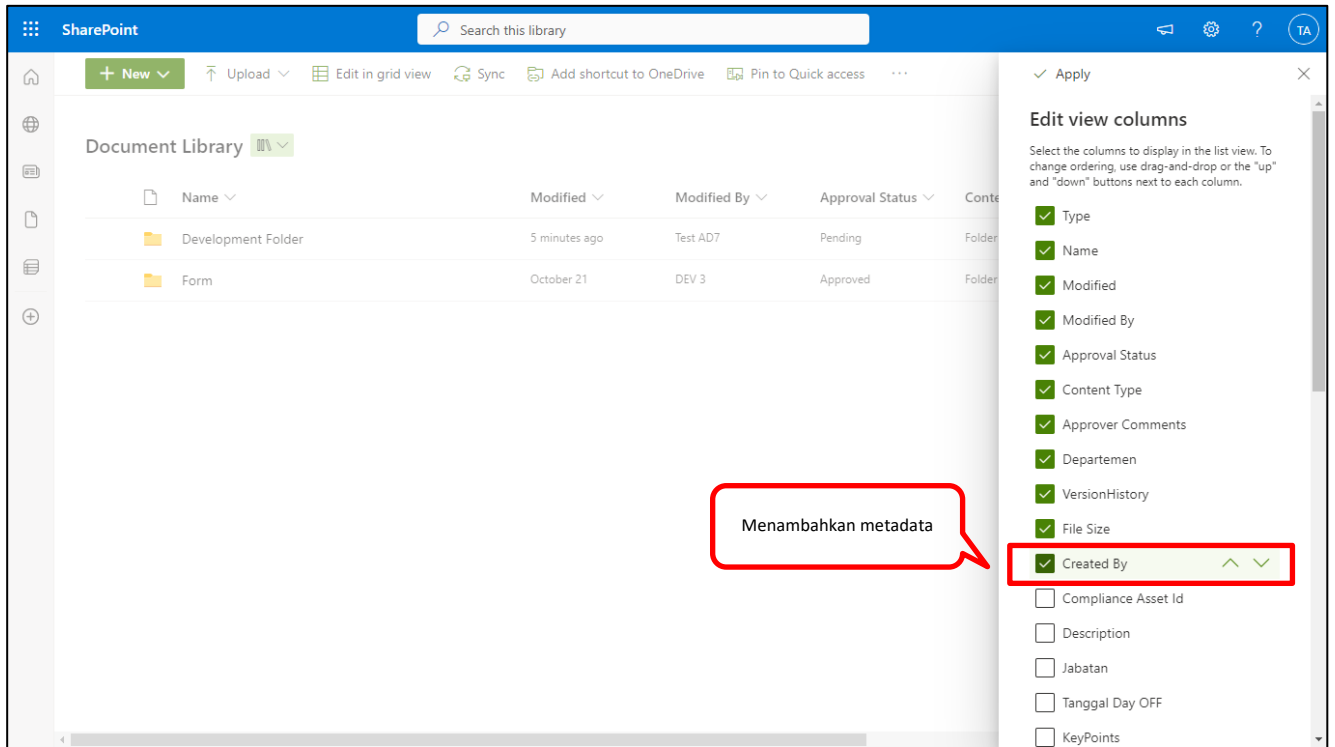 SharePoint
Search this library
?
TA
New
Upload
Edit in grid view
Sync
Add shortcut to OneDrive
Pin to Quick access
...
Apply
Document Library
Name
Modified
Modified By
Approval Status
Conte
Development Folder
5 minutes ago
Test AD7
Pending
Folder
Form
October 21
DEV 3
Approved
Folder
Edit view columns
Select the columns to display in the list view. To
change ordering, use drag-and-drop or the "up"
and "down" buttons next to each column.
Type
Name
Modified
Modified By
Approval Status
Content Type
Approver Comments
Departemen
VersionHistory
File Size
Menambahkan metadata
Created By
Compliance Asset Id
Description
Jabatan
Tanggal Day OFF
KeyPoints